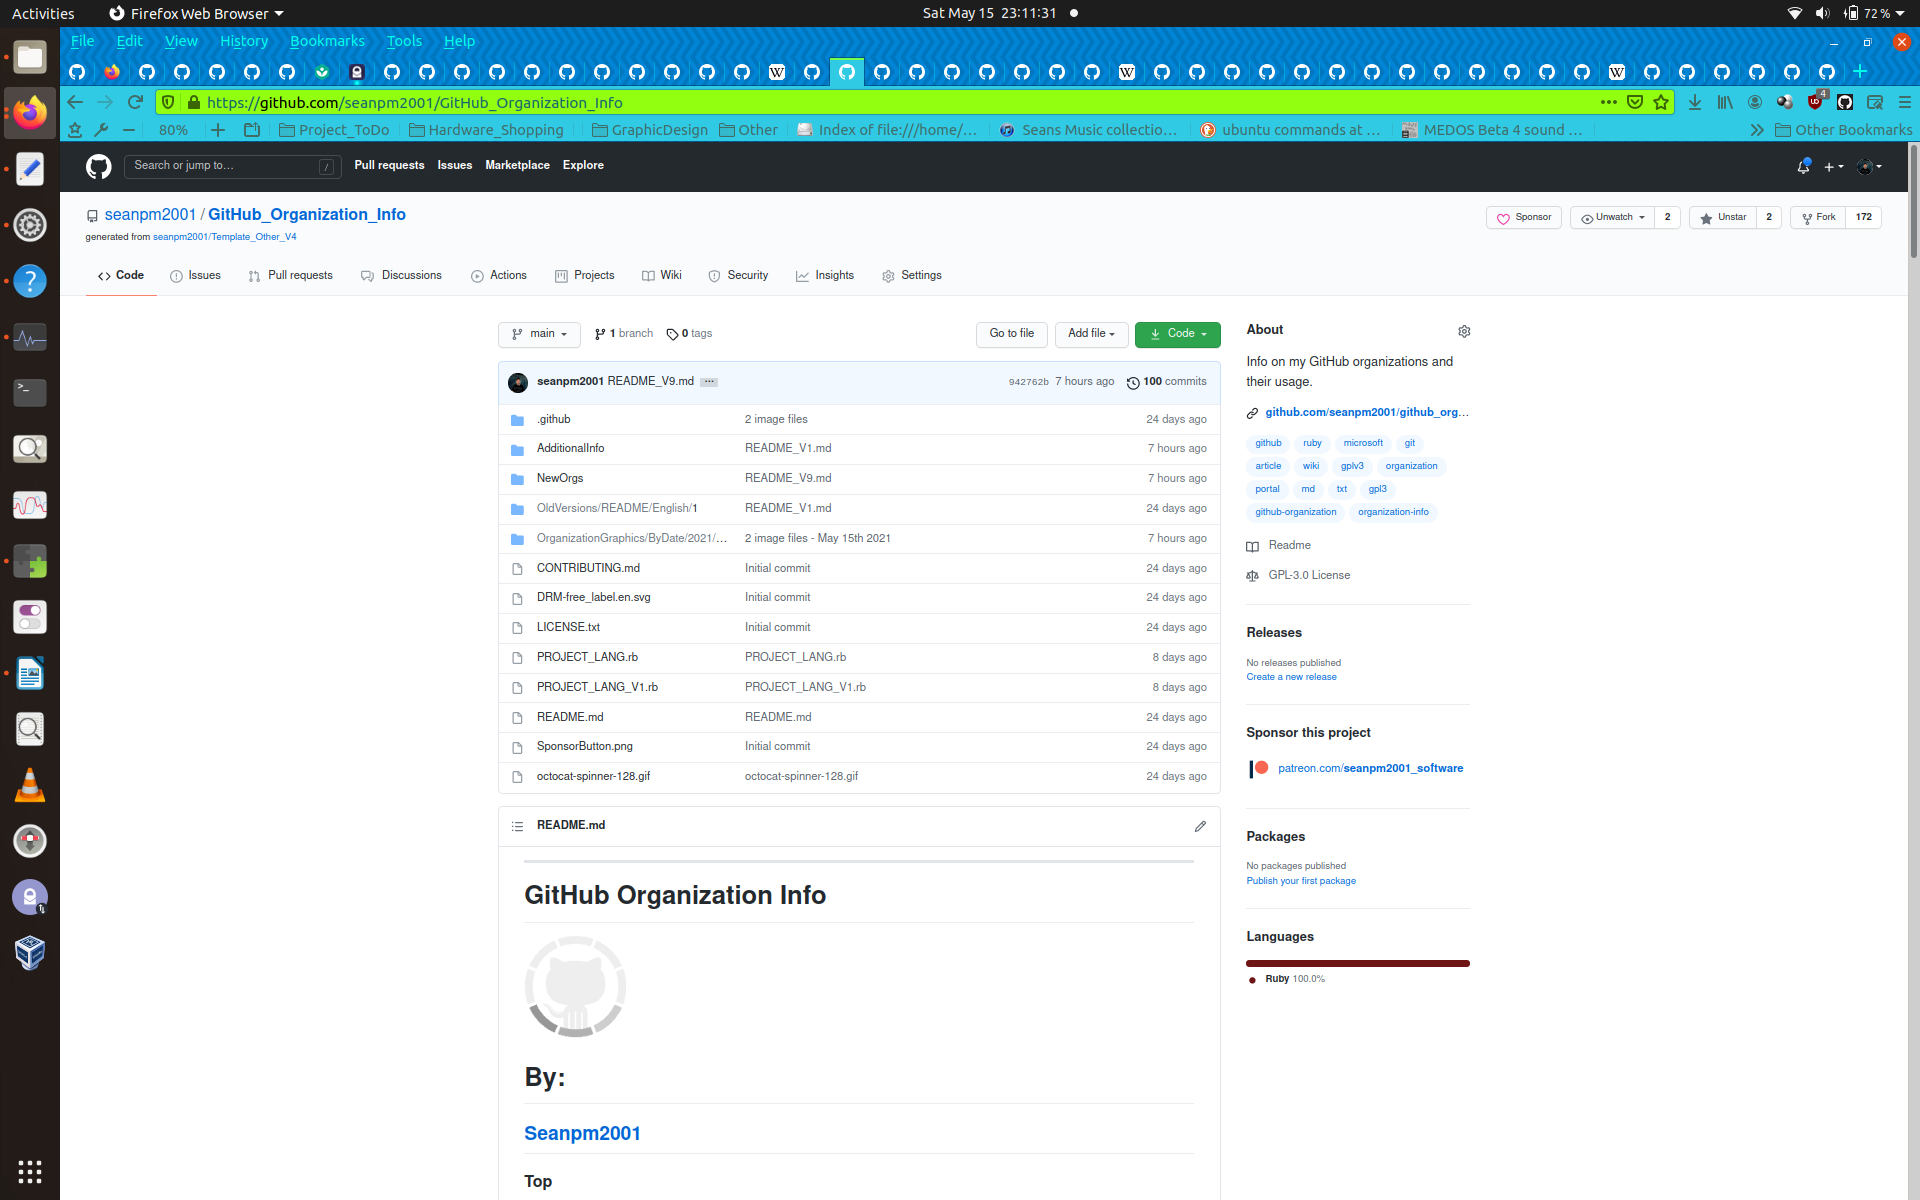 Activities Firefox Web Browser Sat May 15 23:11:31 72 %
File Edit View History Bookmarks Tools Help
https://github.com/seanpm2001/GitHub_Organization_Info 4
80% Project_ToDo Hardware_Shopping GraphicDesign Other Index of file:///home/... Seans Music collectio... ubuntu commands at ... MEDOS Beta 4 sound ... Other Bookmarks
Search or jump to... / Pull requests Issues Marketplace Explore
seanpm2001 / GitHub_Organization_Info Sponsor Unwatch 2 Unstar 2 Fork 172
generated from seanpm2001/Template_Other_V4
Code Issues Pull requests Discussions Actions Projects Wiki Security Insights Settings
main 1 branch 0 tags Go to file Add file Code
seanpm2001 README_V9.md ... 942762b 7 hours ago 100 commits
.github 2 image files 24 days ago
AdditionalInfo README_V1.md 7 hours ago
NewOrgs README_V9.md 7 hours ago
OldVersions/README/English/1 README_V1.md 24 days ago
OrganizationGraphics/ByDate/2021/... 2 image files - May 15th 2021 7 hours ago
CONTRIBUTING.md Initial commit 24 days ago
DRM-free_label.en.svg Initial commit 24 days ago
LICENSE.txt Initial commit 24 days ago
PROJECT_LANG.rb PROJECT_LANG.rb 8 days ago
PROJECT_LANG_V1.rb PROJECT_LANG_V1.rb 8 days ago
README.md README.md 24 days ago
SponsorButton.png Initial commit 24 days ago
octocat-spinner-128.gif octocat-spinner-128.gif 24 days ago
README.md
GitHub Organization Info
By:
Seanpm2001
Top
About
Info on my GitHub organizations and
their usage.
github.com/seanpm2001/github_org...
github ruby microsoft git
article wiki gplv3 organization
portal md txt gpl3
github-organization organization-info
Readme
GPL-3.0 License
Releases
No releases published
Create a new release
Sponsor this project
patreon.com/seanpm2001_software
Packages
No packages published
Publish your first package
Languages
Ruby 100.0%